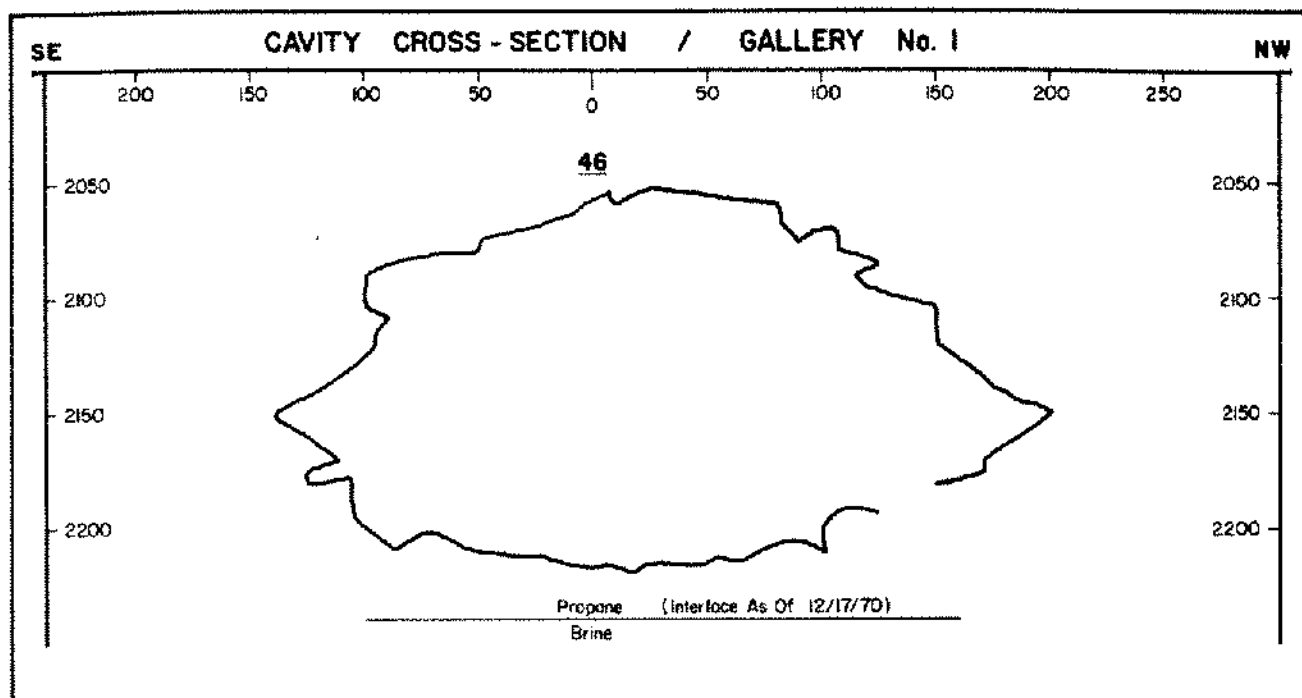 CAVITY CROSS - SECTION / GALLERY No. 1
SE NW
200 150 100 50 0 50 100 150 200 250
46
2050 2050
2100 2100
2150 2150
2200 2200
Propane (Interface As Of 12/17/70)
Brine